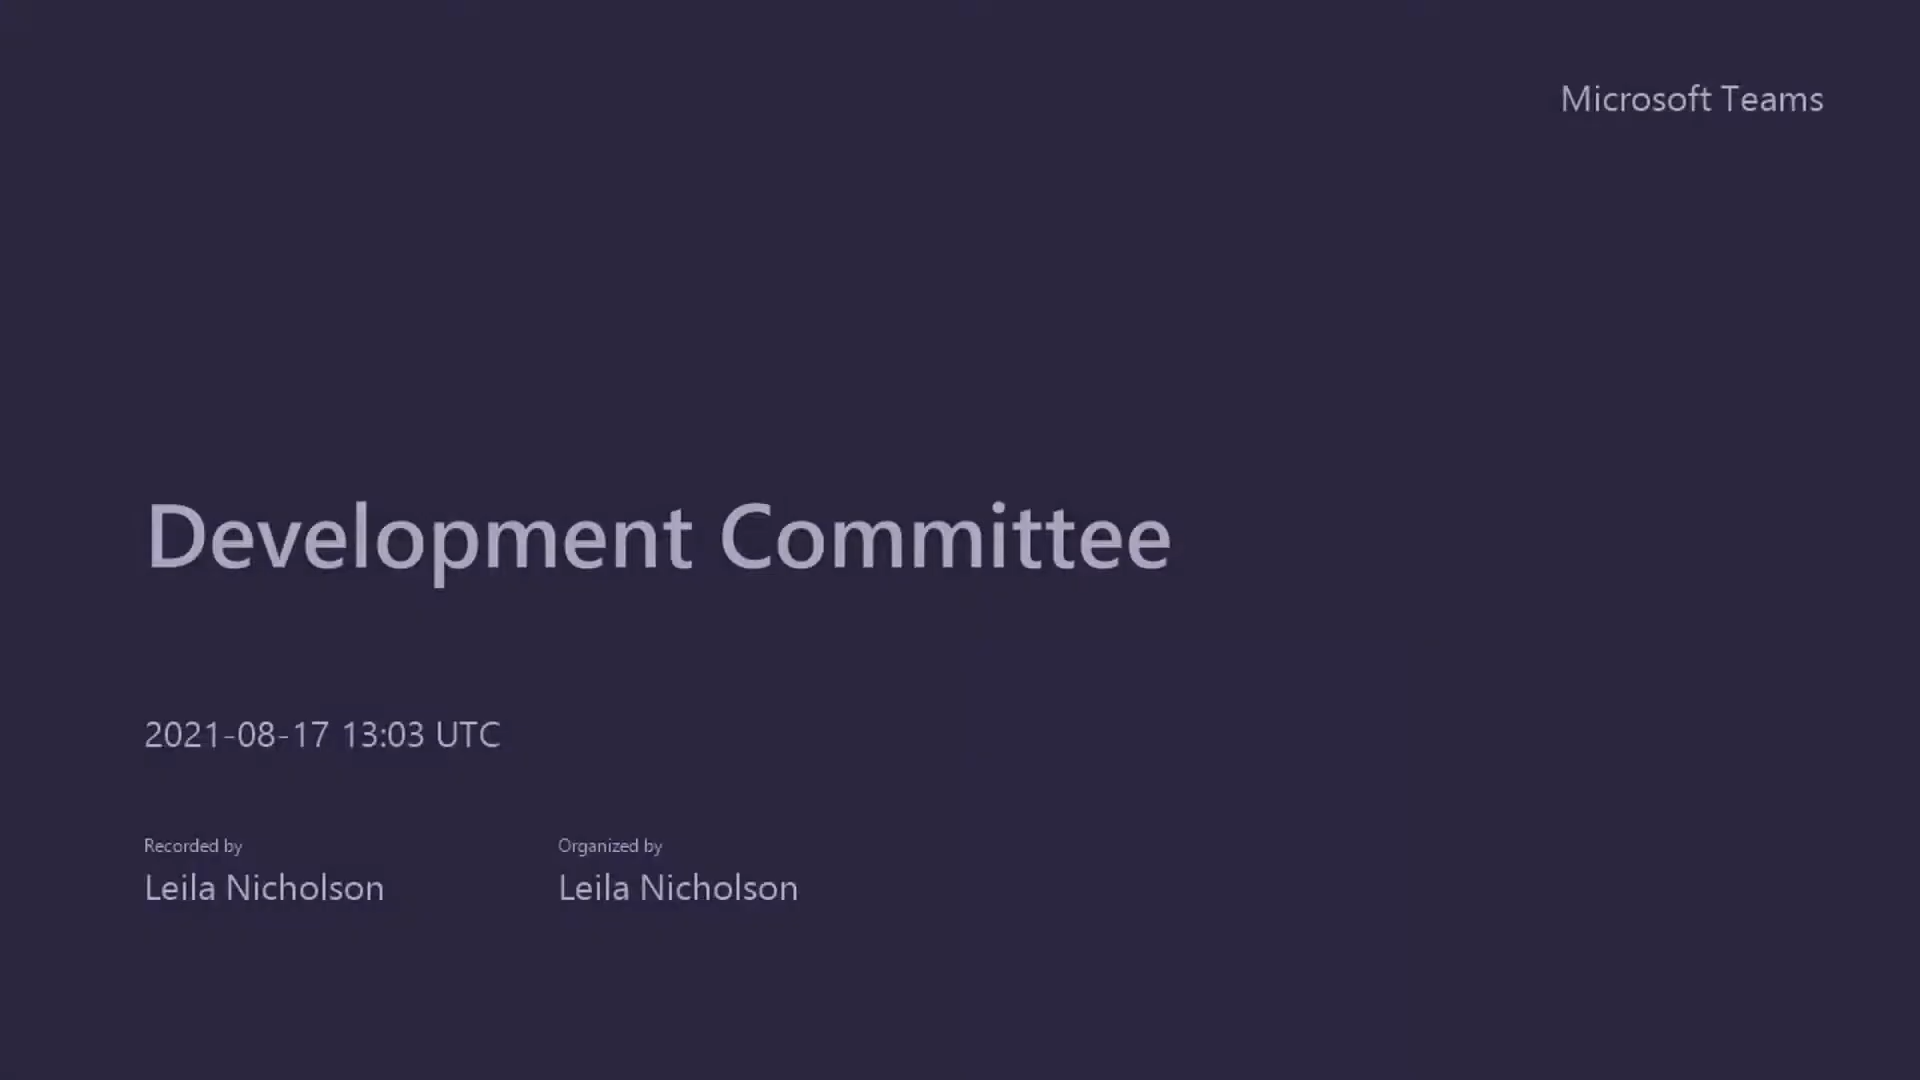 Microsoft Teams
Development Committee
2021-08-17 13:03 UTC
Recorded by
Leila Nicholson
Organized by
Leila Nicholson